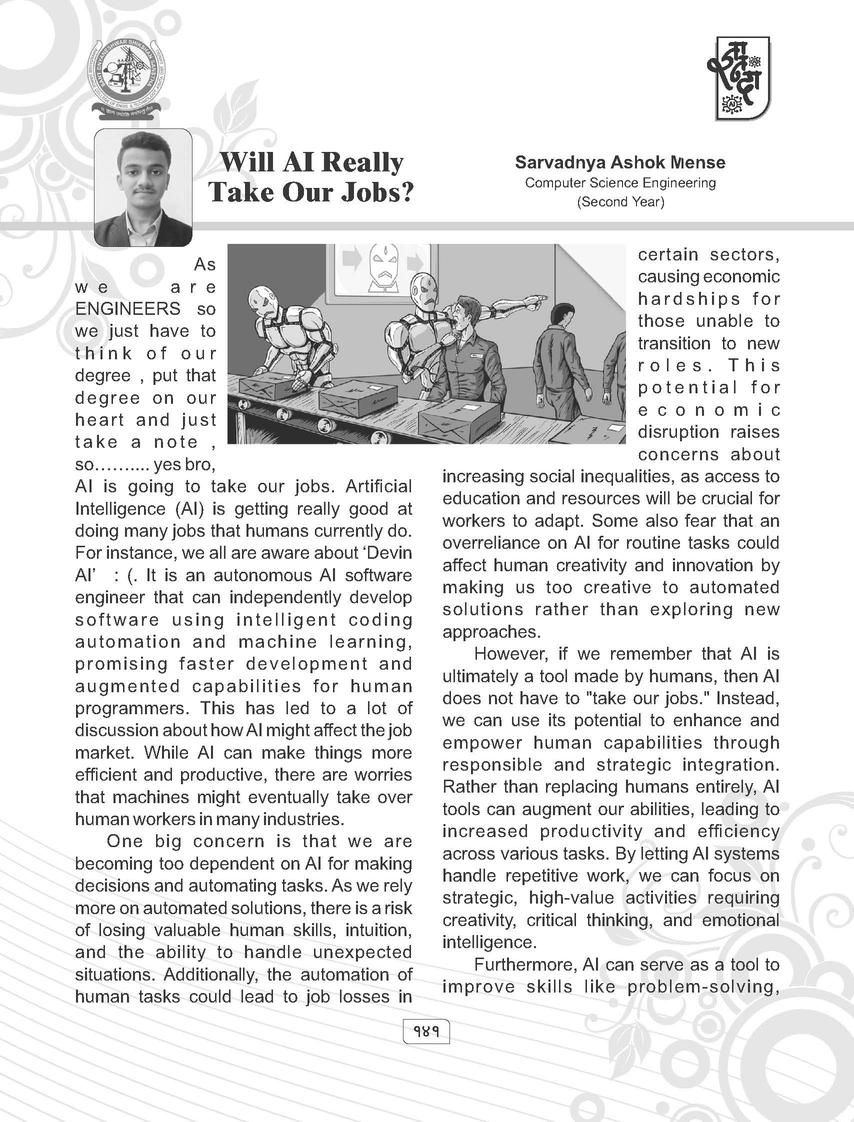 Will AI Really
Take Our Jobs?
Sarvadnya Ashok Mense
Computer Science Engineering
(Second Year)
As
we are
ENGINEERS so
we just have to
think of our
degree , put that
degree on our
heart and just
take a note ,
so.......... yes bro,
AI is going to take our jobs. Artificial
Intelligence (AI) is getting really good at
doing many jobs that humans currently do.
For instance, we all are aware about ‘Devin
AI’ : (. It is an autonomous AI software
engineer that can independently develop
software using intelligent coding
automation and machine learning,
promising faster development and
augmented capabilities for human
programmers. This has led to a lot of
discussion about how AI might affect the job
market. While AI can make things more
efficient and productive, there are worries
that machines might eventually take over
human workers in many industries.
One big concern is that we are
becoming too dependent on AI for making
decisions and automating tasks. As we rely
more on automated solutions, there is a risk
of losing valuable human skills, intuition,
and the ability to handle unexpected
situations. Additionally, the automation of
human tasks could lead to job losses in
certain sectors,
causing economic
hardships for
those unable to
transition to new
roles. This
potential for
economic
disruption raises
concerns about
increasing social inequalities, as access to
education and resources will be crucial for
workers to adapt. Some also fear that an
overreliance on AI for routine tasks could
affect human creativity and innovation by
making us too creative to automated
solutions rather than exploring new
approaches.
However, if we remember that AI is
ultimately a tool made by humans, then AI
does not have to "take our jobs." Instead,
we can use its potential to enhance and
empower human capabilities through
responsible and strategic integration.
Rather than replacing humans entirely, AI
tools can augment our abilities, leading to
increased productivity and efficiency
across various tasks. By letting AI systems
handle repetitive work, we can focus on
strategic, high-value activities requiring
creativity, critical thinking, and emotional
intelligence.
Furthermore, AI can serve as a tool to
improve skills like problem-solving,
१४१